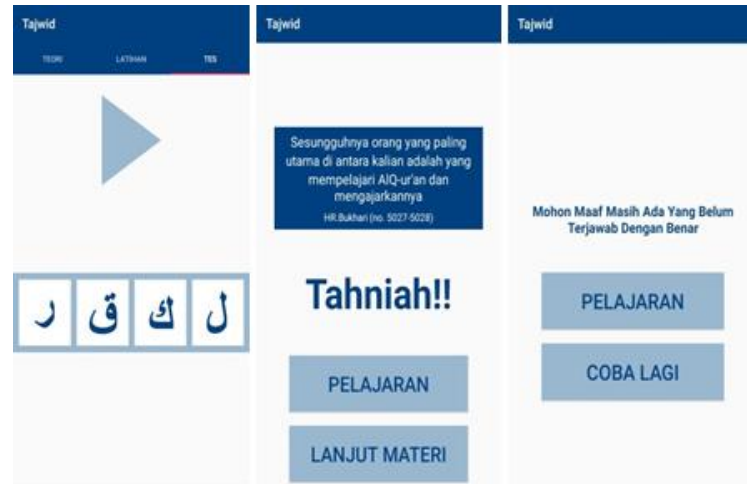 Tajwid
TEORI LATIHAN TES
ر ق ك ل
Tajwid
Sesungguhnya orang yang paling
utama di antara kalian adalah yang
mempelajari AlQ-ur'an dan
mengajarkannya
HR.Bukhari (no. 5027-5028)
Tahniah!!
PELAJARAN
LANJUT MATERI
Tajwid
Mohon Maaf Masih Ada Yang Belum
Terjawab Dengan Benar
PELAJARAN
COBA LAGI